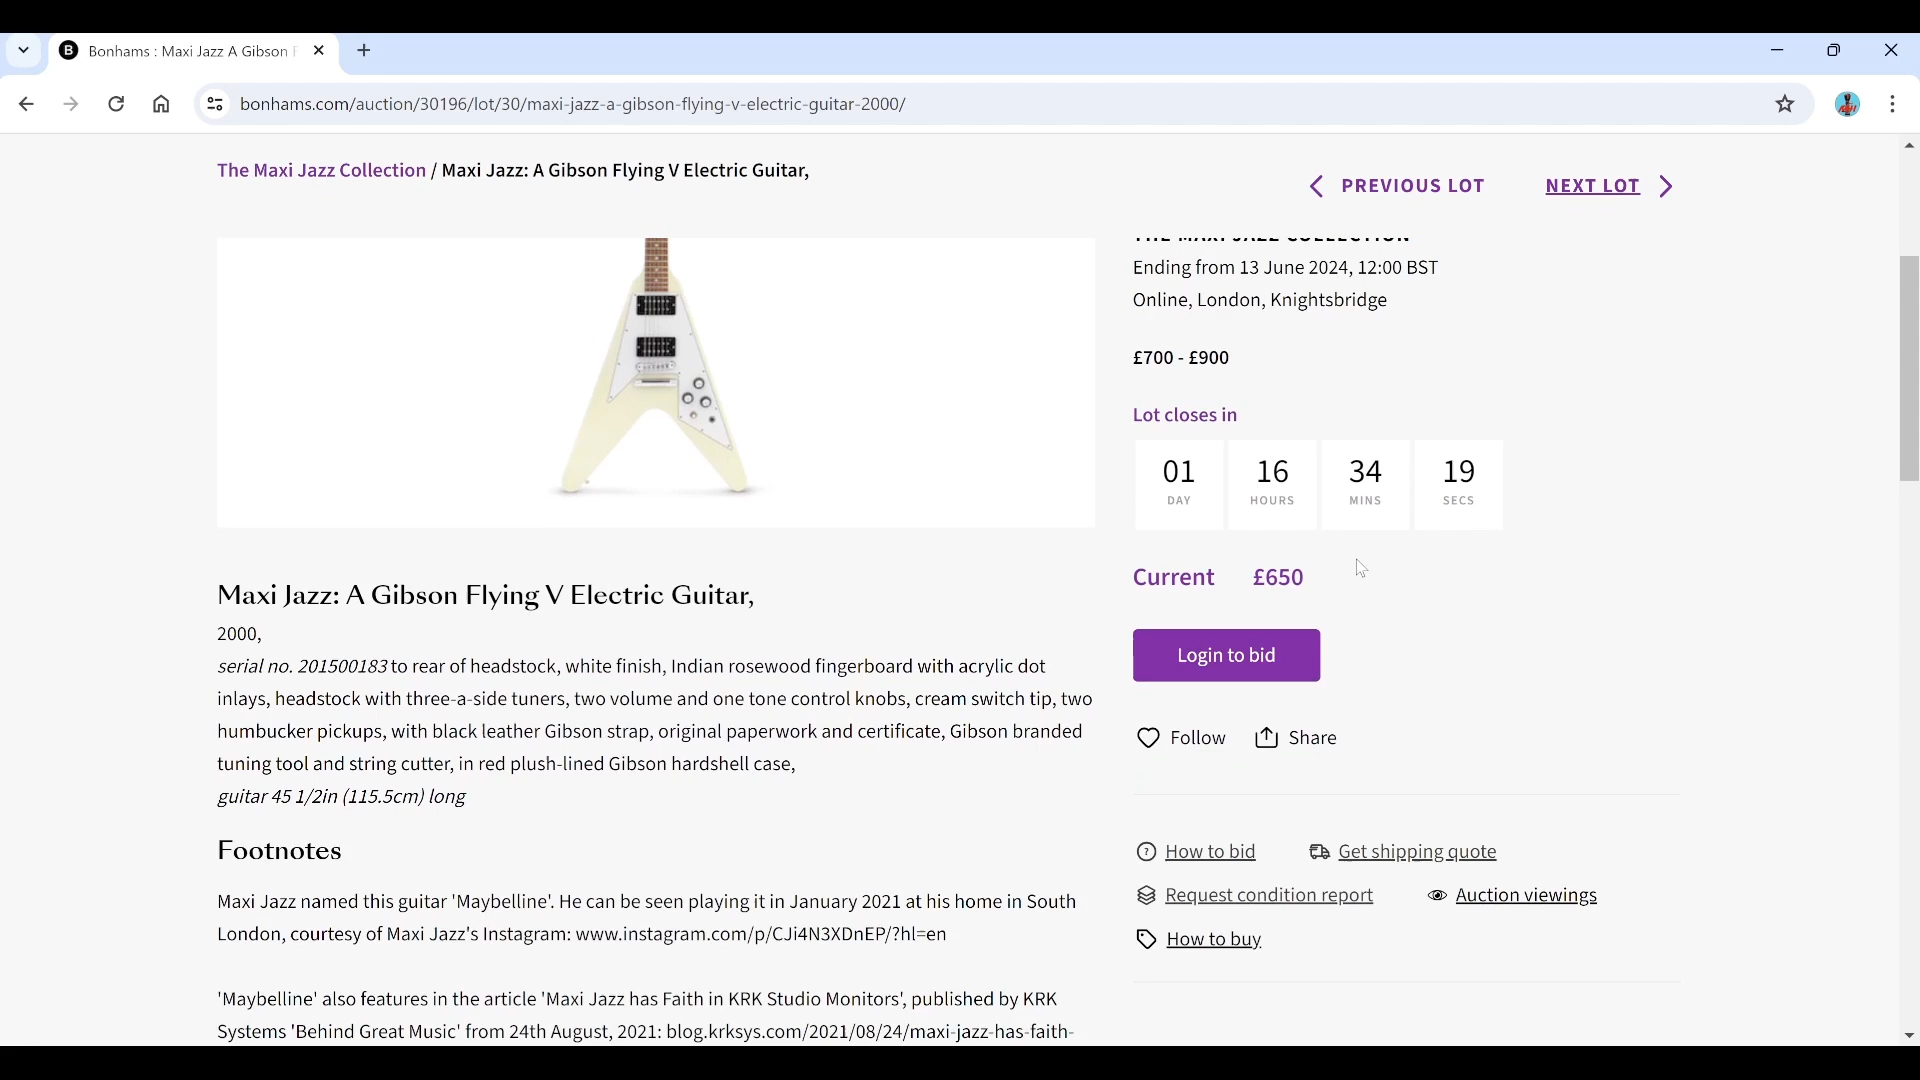 Bonhams : Maxi Jazz A Gibson F
bonhams.com/auction/30196/lot/30/maxi-jazz-a-gibson-flying-v-electric-guitar-2000/
The Maxi Jazz Collection / Maxi Jazz: A Gibson Flying V Electric Guitar,
PREVIOUS LOT
NEXT LOT
THE MAXI JAZZ COLLECTION
Ending from 13 June 2024, 12:00 BST
Online, London, Knightsbridge
£700 - £900
Lot closes in
01 16 34 19
DAY HOURS MINS SECS
Current £650
Login to bid
Follow Share
How to bid Get shipping quote
Request condition report Auction viewings
How to buy
Maxi Jazz: A Gibson Flying V Electric Guitar,
2000,
serial no. 201500183 to rear of headstock, white finish, Indian rosewood fingerboard with acrylic dot
inlays, headstock with three-a-side tuners, two volume and one tone control knobs, cream switch tip, two
humbucker pickups, with black leather Gibson strap, original paperwork and certificate, Gibson branded
tuning tool and string cutter, in red plush-lined Gibson hardshell case,
guitar 45 1/2in (115.5cm) long
Footnotes
Maxi Jazz named this guitar 'Maybelline'. He can be seen playing it in January 2021 at his home in South
London, courtesy of Maxi Jazz's Instagram: www.instagram.com/p/CJi4N3XDnEP/?hl=en
'Maybelline' also features in the article 'Maxi Jazz has Faith in KRK Studio Monitors', published by KRK
Systems 'Behind Great Music' from 24th August, 2021: blog.krksys.com/2021/08/24/maxi-jazz-has-faith-